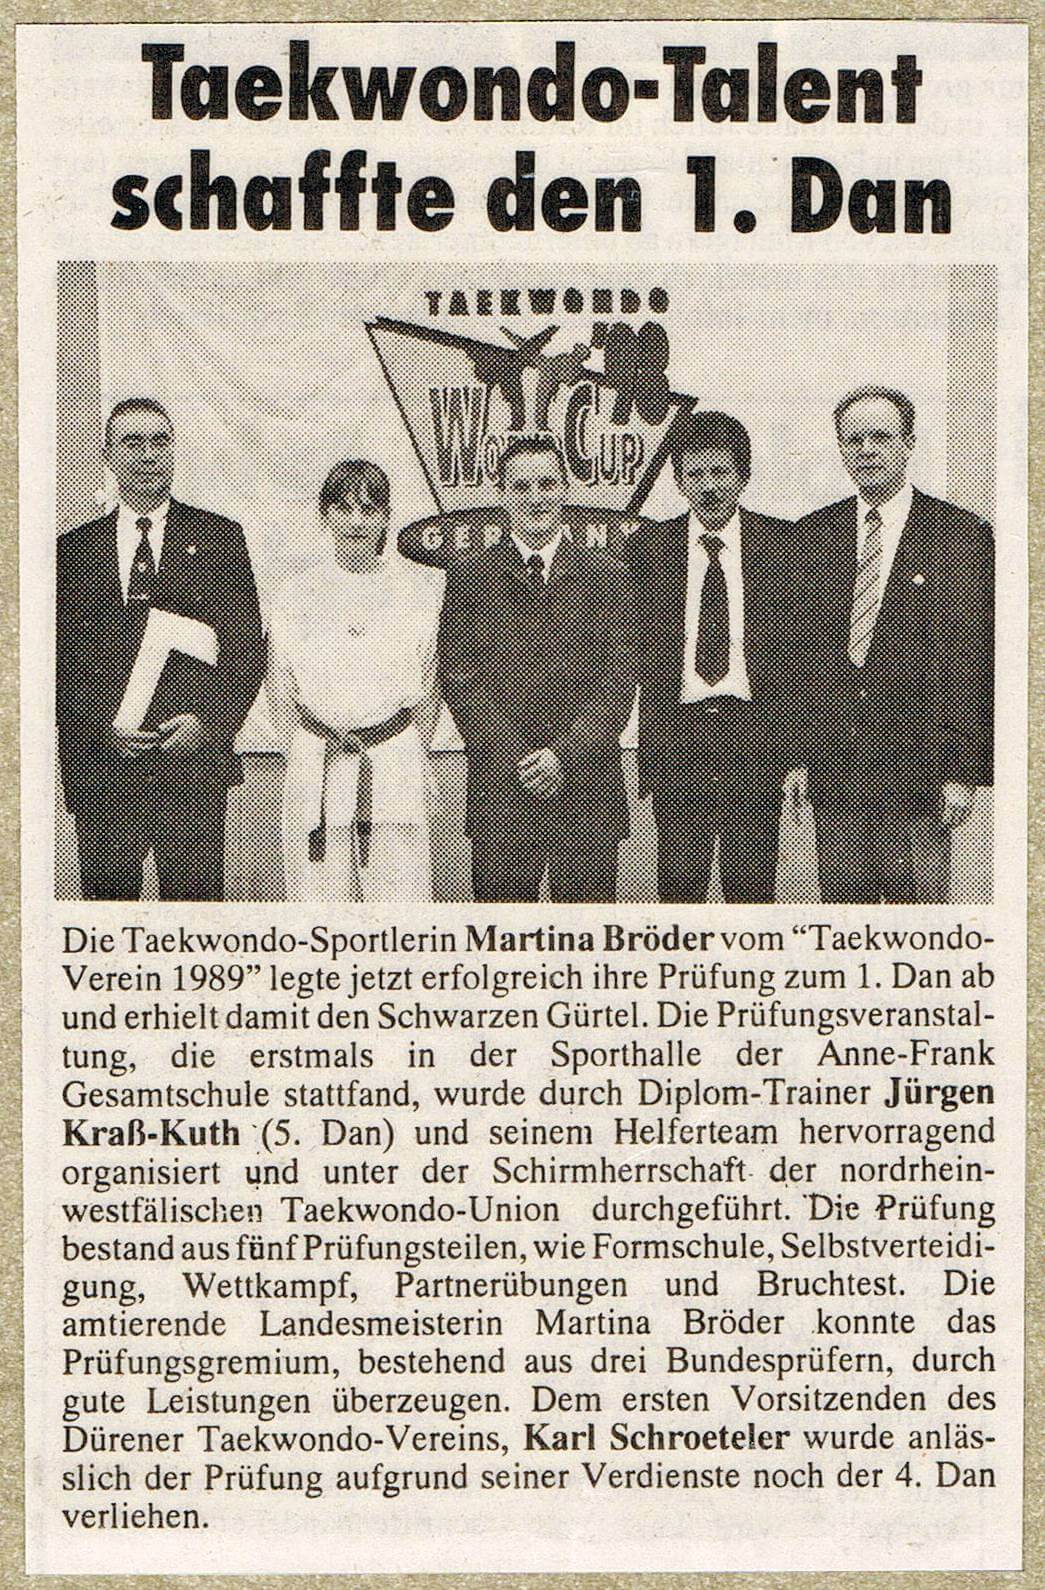 Taekwondo-Talent
schaffte den 1. Dan
TAEKWONDO
'98
WORLD CUP
GERMANY
Die Taekwondo-Sportlerin Martina Bröder vom “Taekwondo-
Verein 1989” legte jetzt erfolgreich ihre Prüfung zum 1. Dan ab
und erhielt damit den Schwarzen Gürtel. Die Prüfungsveranstal-
tung, die erstmals in der Sporthalle der Anne-Frank
Gesamtschule stattfand, wurde durch Diplom-Trainer Jürgen
Kraß-Kuth (5. Dan) und seinem Helferteam hervorragend
organisiert und unter der Schirmherrschaft der nordrhein-
westfälischen Taekwondo-Union durchgeführt. Die Prüfung
bestand aus fünf Prüfungsteilen, wie Formschule, Selbstverteidi-
gung, Wettkampf, Partnerübungen und Bruchtest. Die
amtierende Landesmeisterin Martina Bröder konnte das
Prüfungsgremium, bestehend aus drei Bundesprüfern, durch
gute Leistungen überzeugen. Dem ersten Vorsitzenden des
Dürener Taekwondo-Vereins, Karl Schroeteler wurde anläs-
slich der Prüfung aufgrund seiner Verdienste noch der 4. Dan
verliehen.